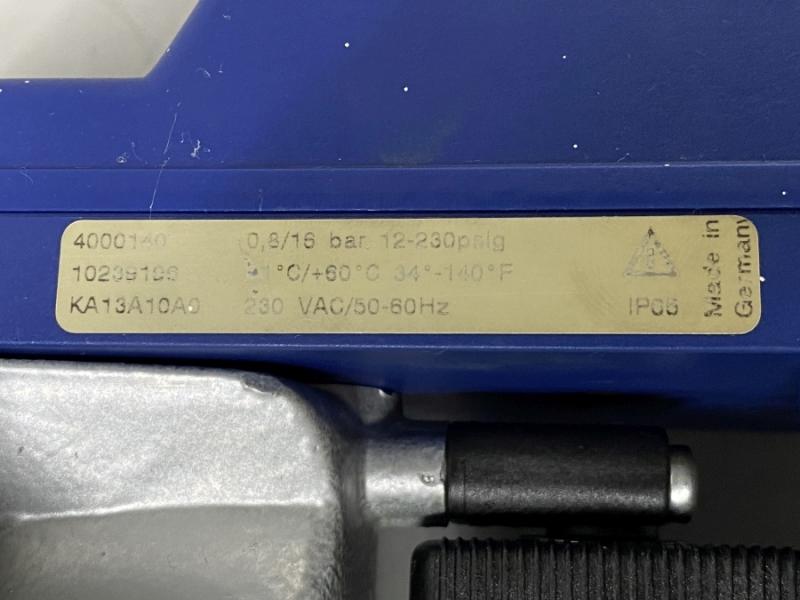 4000140 0,8/16 bar 12-230psig
10239196 +1°C/+60°C 34°-140°F
KA13A10A0 230 VAC/50-60Hz IP65
Made in
Germany